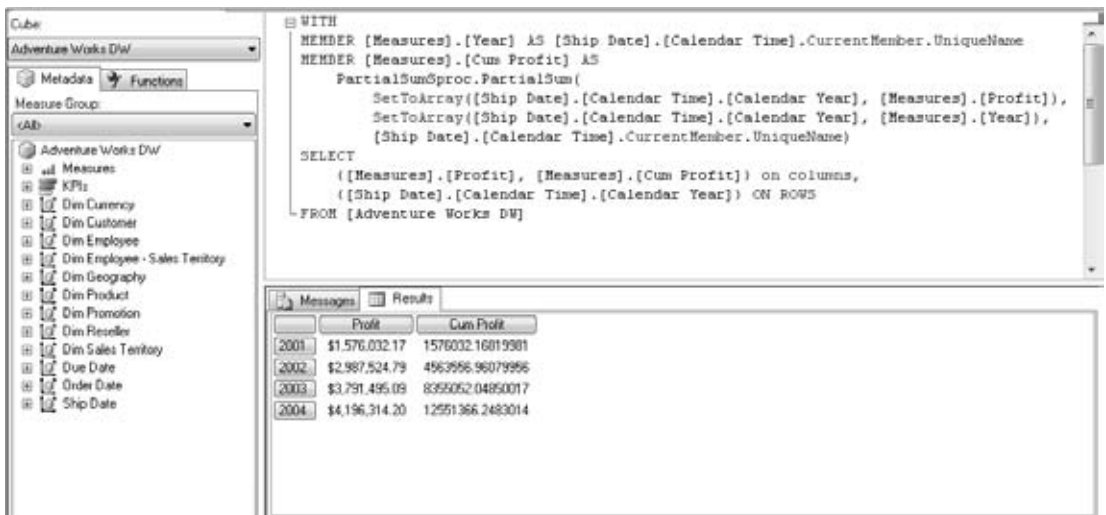 Cube:
Adventure Works DW
Metadata Functions
Measure Group:
<All>
Adventure Works DW
Measures
KPIs
Dim Currency
Dim Customer
Dim Employee
Dim Employee - Sales Territory
Dim Geography
Dim Product
Dim Promotion
Dim Reseller
Dim Sales Territory
Due Date
Order Date
Ship Date
WITH
MEMBER [Measures].[Year] AS [Ship Date].[Calendar Time].CurrentMember.UniqueName
MEMBER [Measures].[Cum Profit] AS
PartialSumSproc.PartialSum(
SetToArray([Ship Date].[Calendar Time].[Calendar Year], [Measures].[Profit]),
SetToArray([Ship Date].[Calendar Time].[Calendar Year], [Measures].[Year]),
[Ship Date].[Calendar Time].CurrentMember.UniqueName)
SELECT
{[Measures].[Profit], [Measures].[Cum Profit]} on columns,
{[Ship Date].[Calendar Time].[Calendar Year]} ON ROWS
FROM [Adventure Works DW]
Messages Results
Profit Cum Profit
2001 $1,576,032.17 1576032.16819981
2002 $2,987,524.79 4563556.96079956
2003 $3,791,495.09 8355052.04850017
2004 $4,196,314.20 12551366.2483014